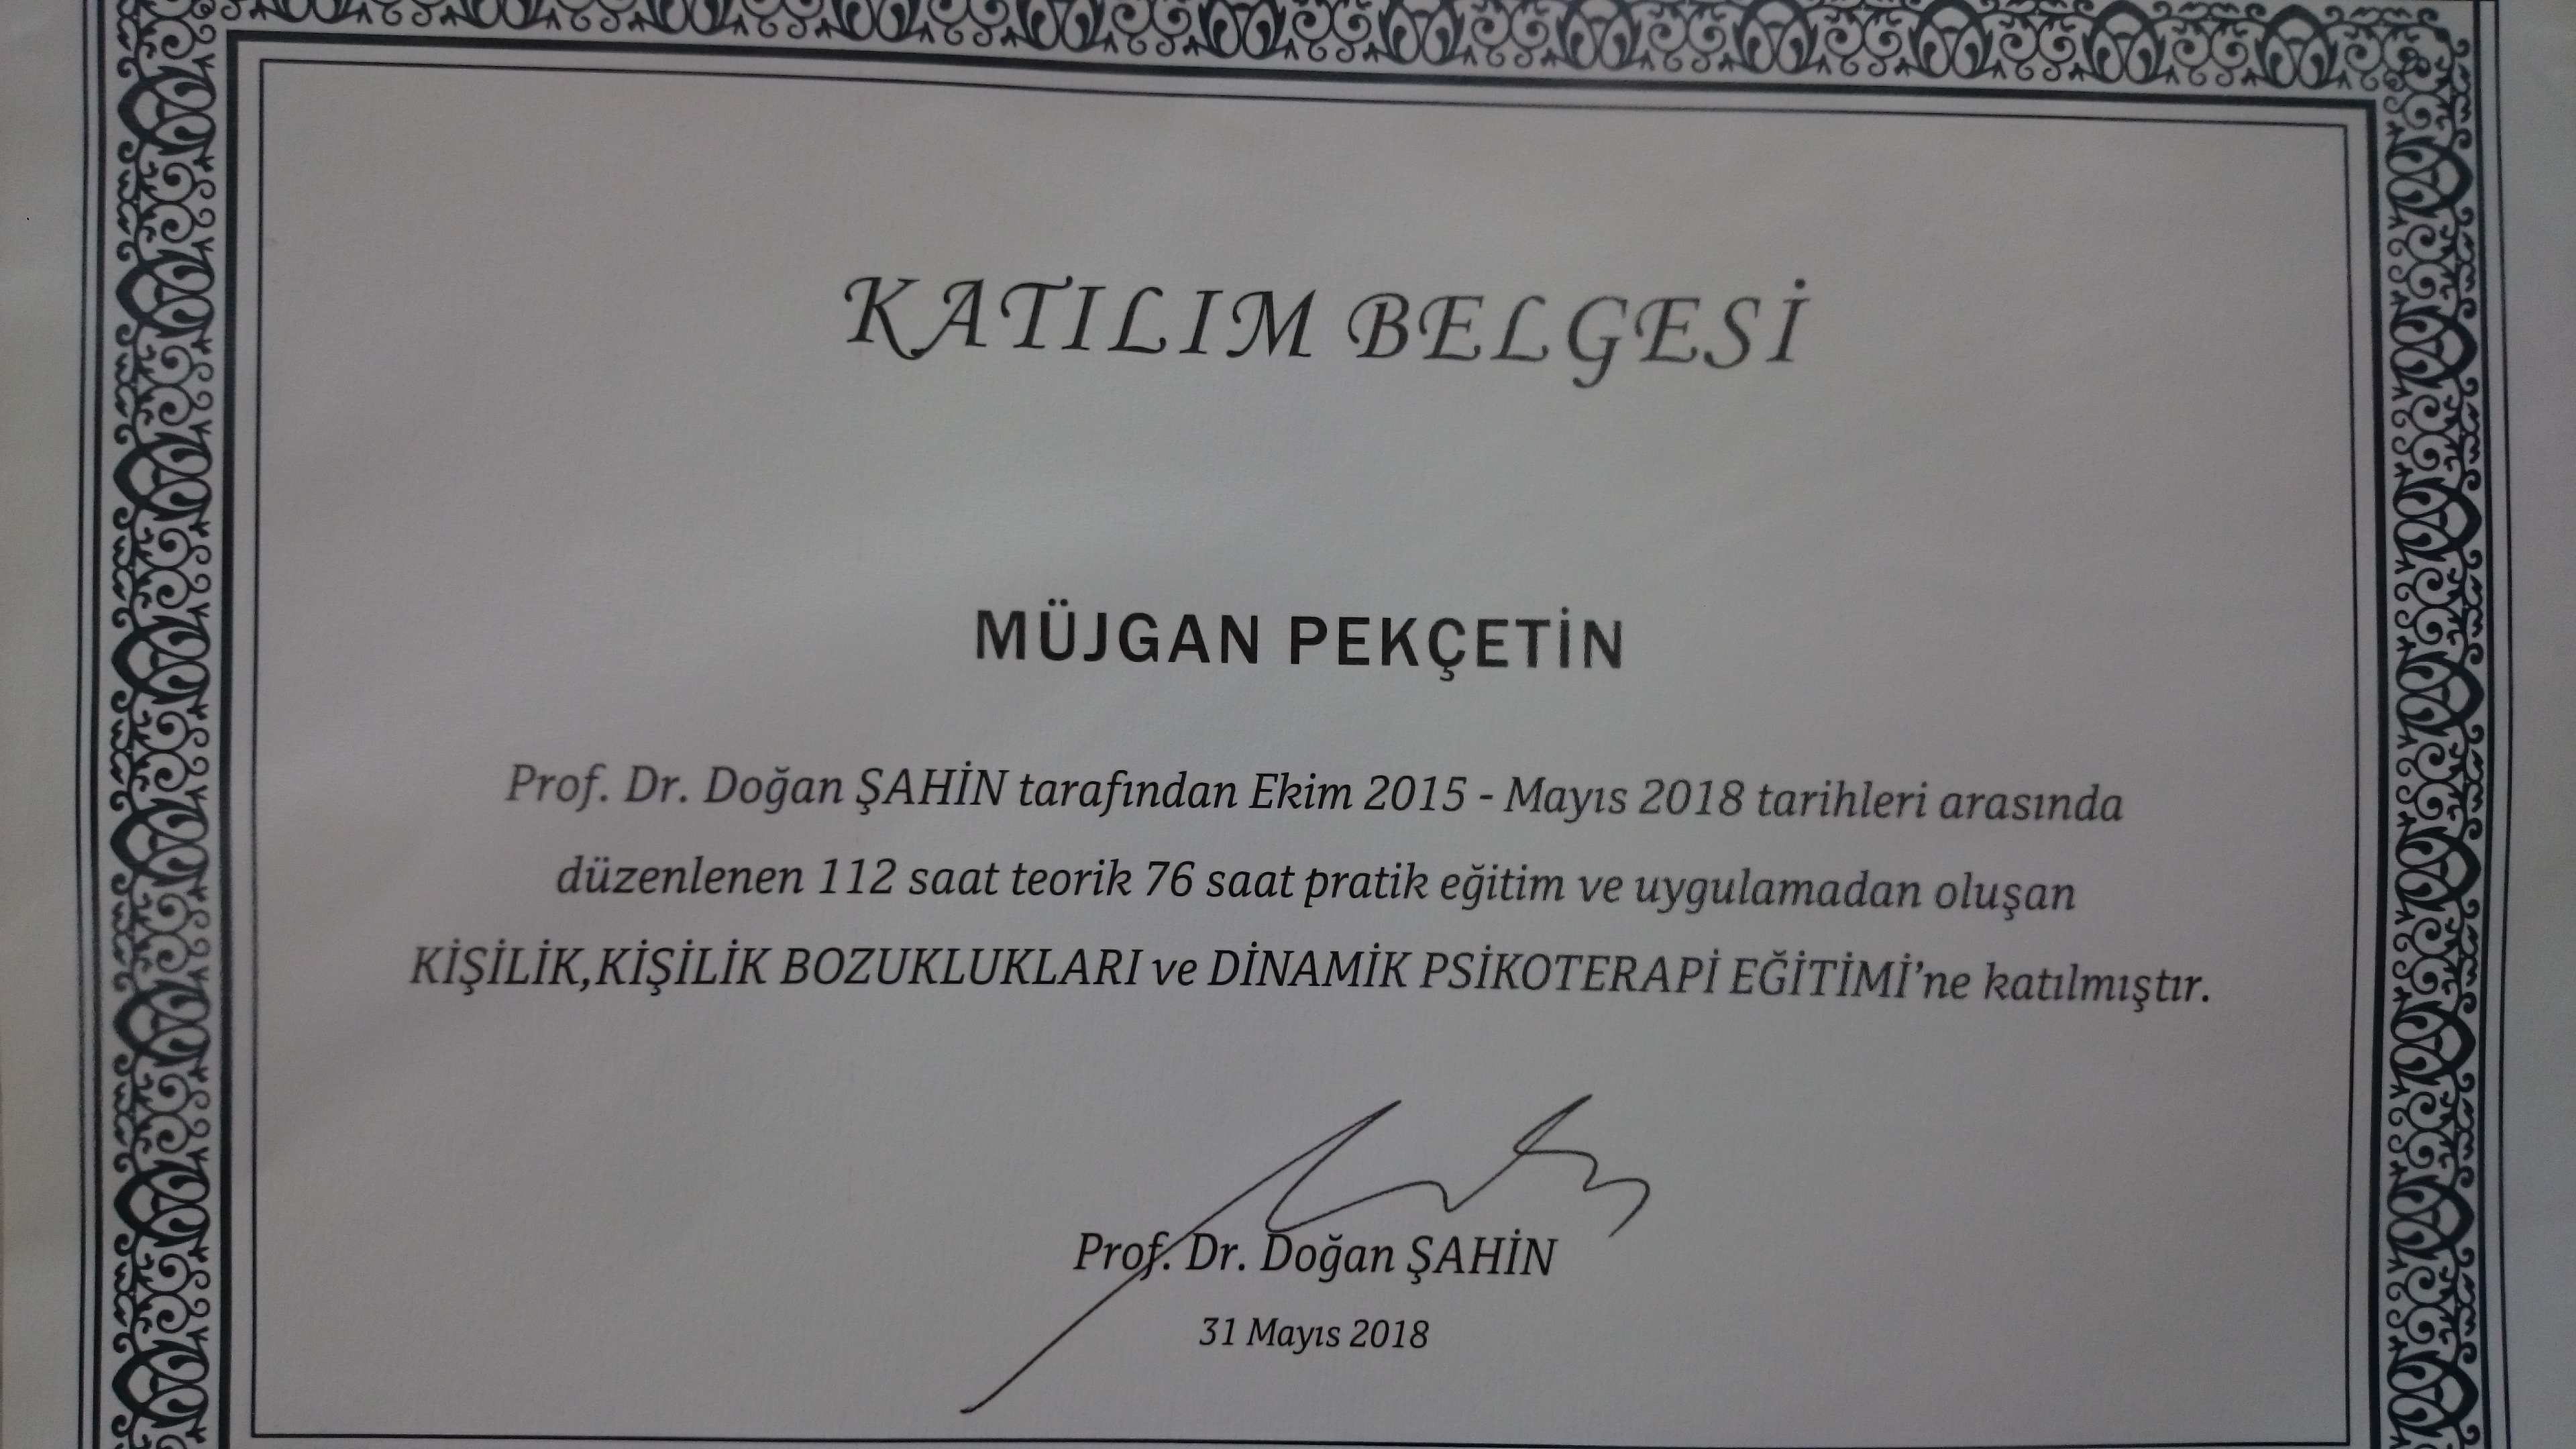 KATILIM BELGESİ
MÜJGAN PEKÇETİN
Prof. Dr. Doğan ŞAHİN tarafından Ekim 2015 - Mayıs 2018 tarihleri arasında
düzenlenen 112 saat teorik 76 saat pratik eğitim ve uygulamadan oluşan
KİŞİLİK,KİŞİLİK BOZUKLUKLARI ve DİNAMİK PSİKOTERAPİ EĞİTİMİ’ne katılmıştır.
Prof. Dr. Doğan ŞAHİN
31 Mayıs 2018